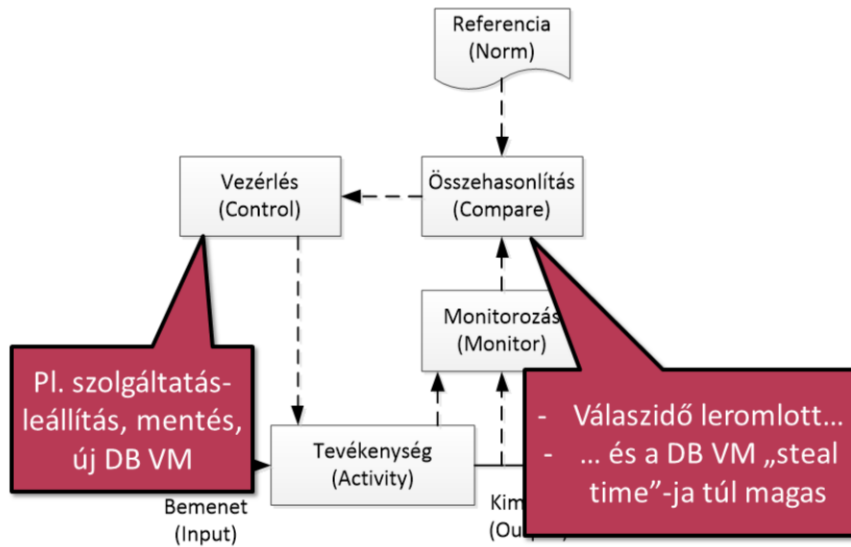 Referencia
(Norm)
Vezérlés
(Control)
Összehasonlítás
(Compare)
Monitorozás
(Monitor)
Pl. szolgáltatás-
leállítás, mentés,
új DB VM
- Válaszidő leromlott...
- ... és a DB VM „steal
time”-ja túl magas
Tevékenység
(Activity)
Bemenet
(Input)